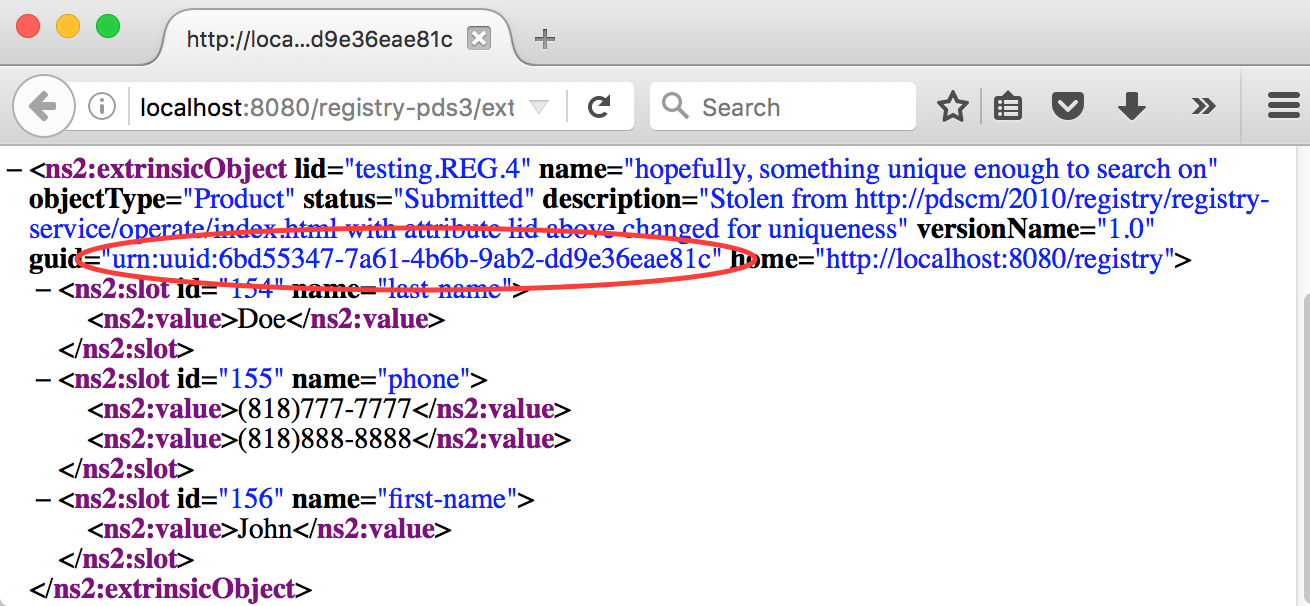 http://loca...d9e36eae81c
localhost:8080/registry-pds3/ext
Search
– <ns2:extrinsicObject lid="testing.REG.4" name="hopefully, something unique enough to search on"
objectType="Product" status="Submitted" description="Stolen from http://pdscm/2010/registry/registry-
service/operate/index.html with attribute lid above changed for uniqueness" versionName="1.0"
guid="urn:uuid:6bd55347-7a61-4b6b-9ab2-dd9e36eae81c" home="http://localhost:8080/registry">
– <ns2:slot id="154" name="last-name">
<ns2:value>Doe</ns2:value>
</ns2:slot>
– <ns2:slot id="155" name="phone">
<ns2:value>(818)777-7777</ns2:value>
<ns2:value>(818)888-8888</ns2:value>
</ns2:slot>
– <ns2:slot id="156" name="first-name">
<ns2:value>John</ns2:value>
</ns2:slot>
</ns2:extrinsicObject>